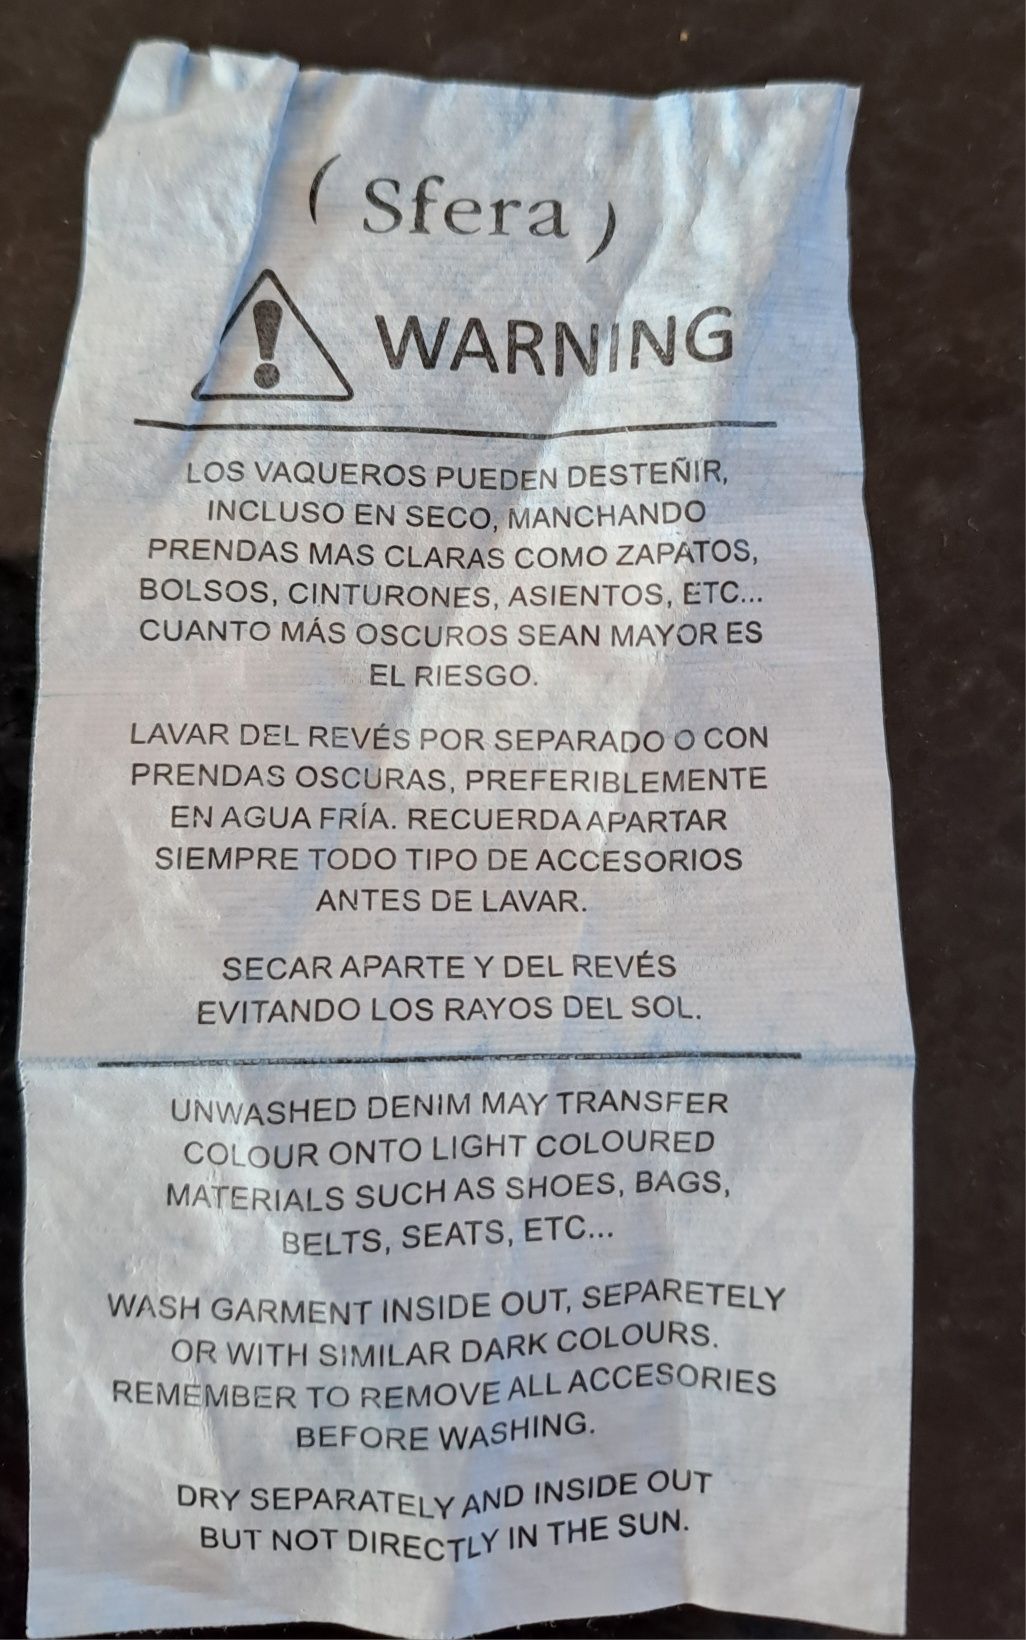 ( Sfera )
! WARNING
LOS VAQUEROS PUEDEN DESTEÑIR,
INCLUSO EN SECO, MANCHANDO
PRENDAS MAS CLARAS COMO ZAPATOS,
BOLSOS, CINTURONES, ASIENTOS, ETC...
CUANTO MÁS OSCUROS SEAN MAYOR ES
EL RIESGO.
LAVAR DEL REVÉS POR SEPARADO O CON
PRENDAS OSCURAS, PREFERIBLEMENTE
EN AGUA FRÍA. RECUERDA APARTAR
SIEMPRE TODO TIPO DE ACCESORIOS
ANTES DE LAVAR.
SECAR APARTE Y DEL REVÉS
EVITANDO LOS RAYOS DEL SOL.
UNWASHED DENIM MAY TRANSFER
COLOUR ONTO LIGHT COLOURED
MATERIALS SUCH AS SHOES, BAGS,
BELTS, SEATS, ETC...
WASH GARMENT INSIDE OUT, SEPARETELY
OR WITH SIMILAR DARK COLOURS.
REMEMBER TO REMOVE ALL ACCESORIES
BEFORE WASHING.
DRY SEPARATELY AND INSIDE OUT
BUT NOT DIRECTLY IN THE SUN.